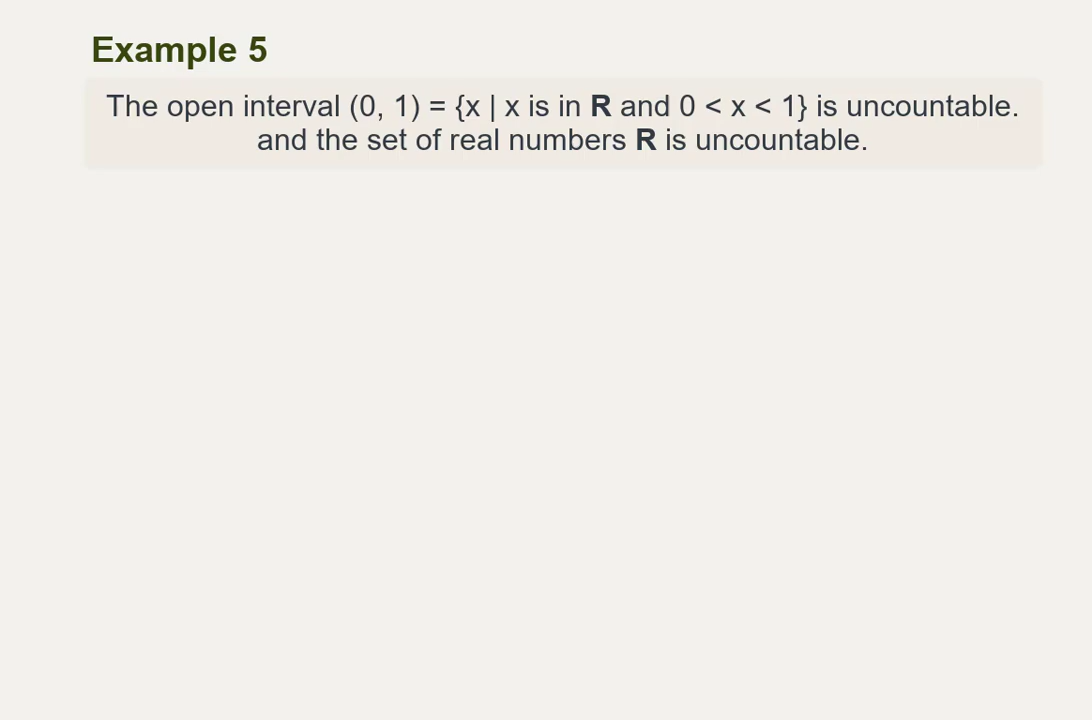 Example 5
The open interval (0, 1) = {x | x is in R and 0 < x < 1} is uncountable.
and the set of real numbers R is uncountable.